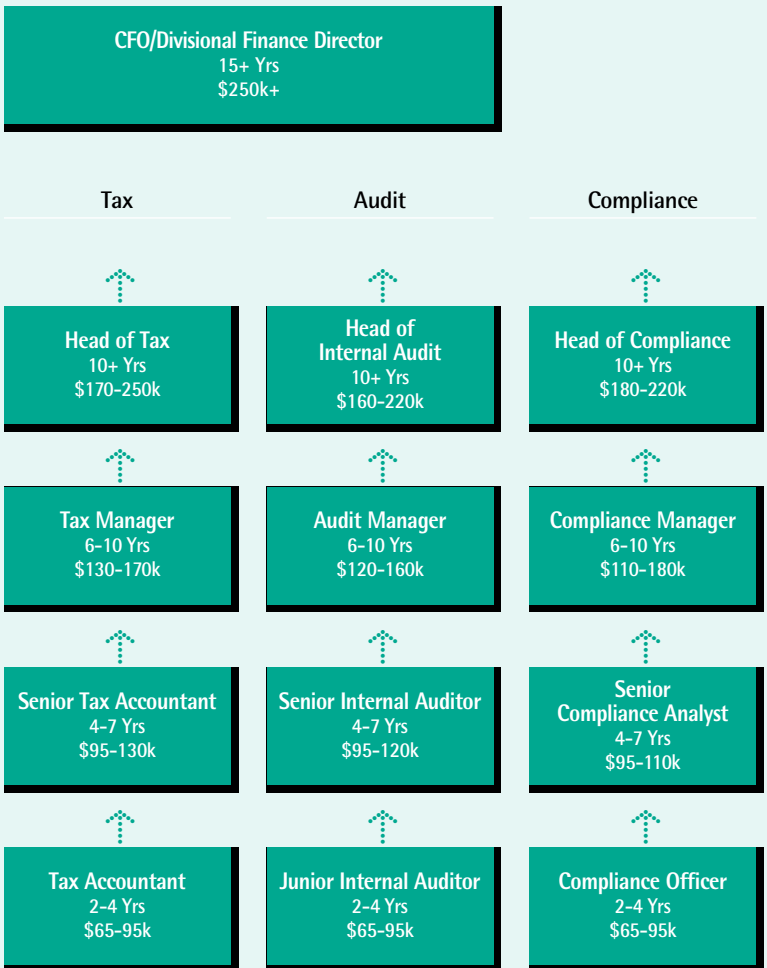 CFO/Divisional Finance Director
15+ Yrs
$250k+
Tax
Audit
Compliance
Head of Tax
10+ Yrs
$170-250k
Head of
Internal Audit
10+ Yrs
$160-220k
Head of Compliance
10+ Yrs
$180-220k
Tax Manager
6-10 Yrs
$130-170k
Audit Manager
6-10 Yrs
$120-160k
Compliance Manager
6-10 Yrs
$110-180k
Senior Tax Accountant
4-7 Yrs
$95-130k
Senior Internal Auditor
4-7 Yrs
$95-120k
Senior
Compliance Analyst
4-7 Yrs
$95-110k
Tax Accountant
2-4 Yrs
$65-95k
Junior Internal Auditor
2-4 Yrs
$65-95k
Compliance Officer
2-4 Yrs
$65-95k